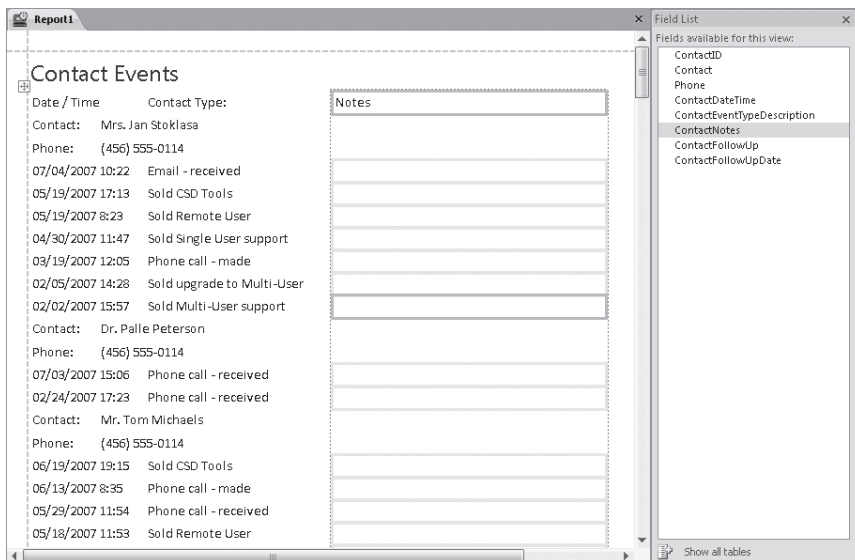 Report1
Contact Events
Date / Time Contact Type: Notes
Contact: Mrs. Jan Stoklasa
Phone: (456) 555-0114
07/04/2007 10:22 Email - received
05/19/2007 17:13 Sold CSD Tools
05/19/2007 8:23 Sold Remote User
04/30/2007 11:47 Sold Single User support
03/19/2007 12:05 Phone call - made
02/05/2007 14:28 Sold upgrade to Multi-User
02/02/2007 15:57 Sold Multi-User support
Contact: Dr. Palle Peterson
Phone: (456) 555-0114
07/03/2007 15:06 Phone call - received
02/24/2007 17:23 Phone call - received
Contact: Mr. Tom Michaels
Phone: (456) 555-0114
06/19/2007 19:15 Sold CSD Tools
06/13/2007 8:35 Phone call - made
05/29/2007 11:54 Phone call - received
05/18/2007 11:53 Sold Remote User
Field List
Fields available for this view:
ContactID
Contact
Phone
ContactDateTime
ContactEventTypeDescription
ContactNotes
ContactFollowUp
ContactFollowUpDate
Show all tables